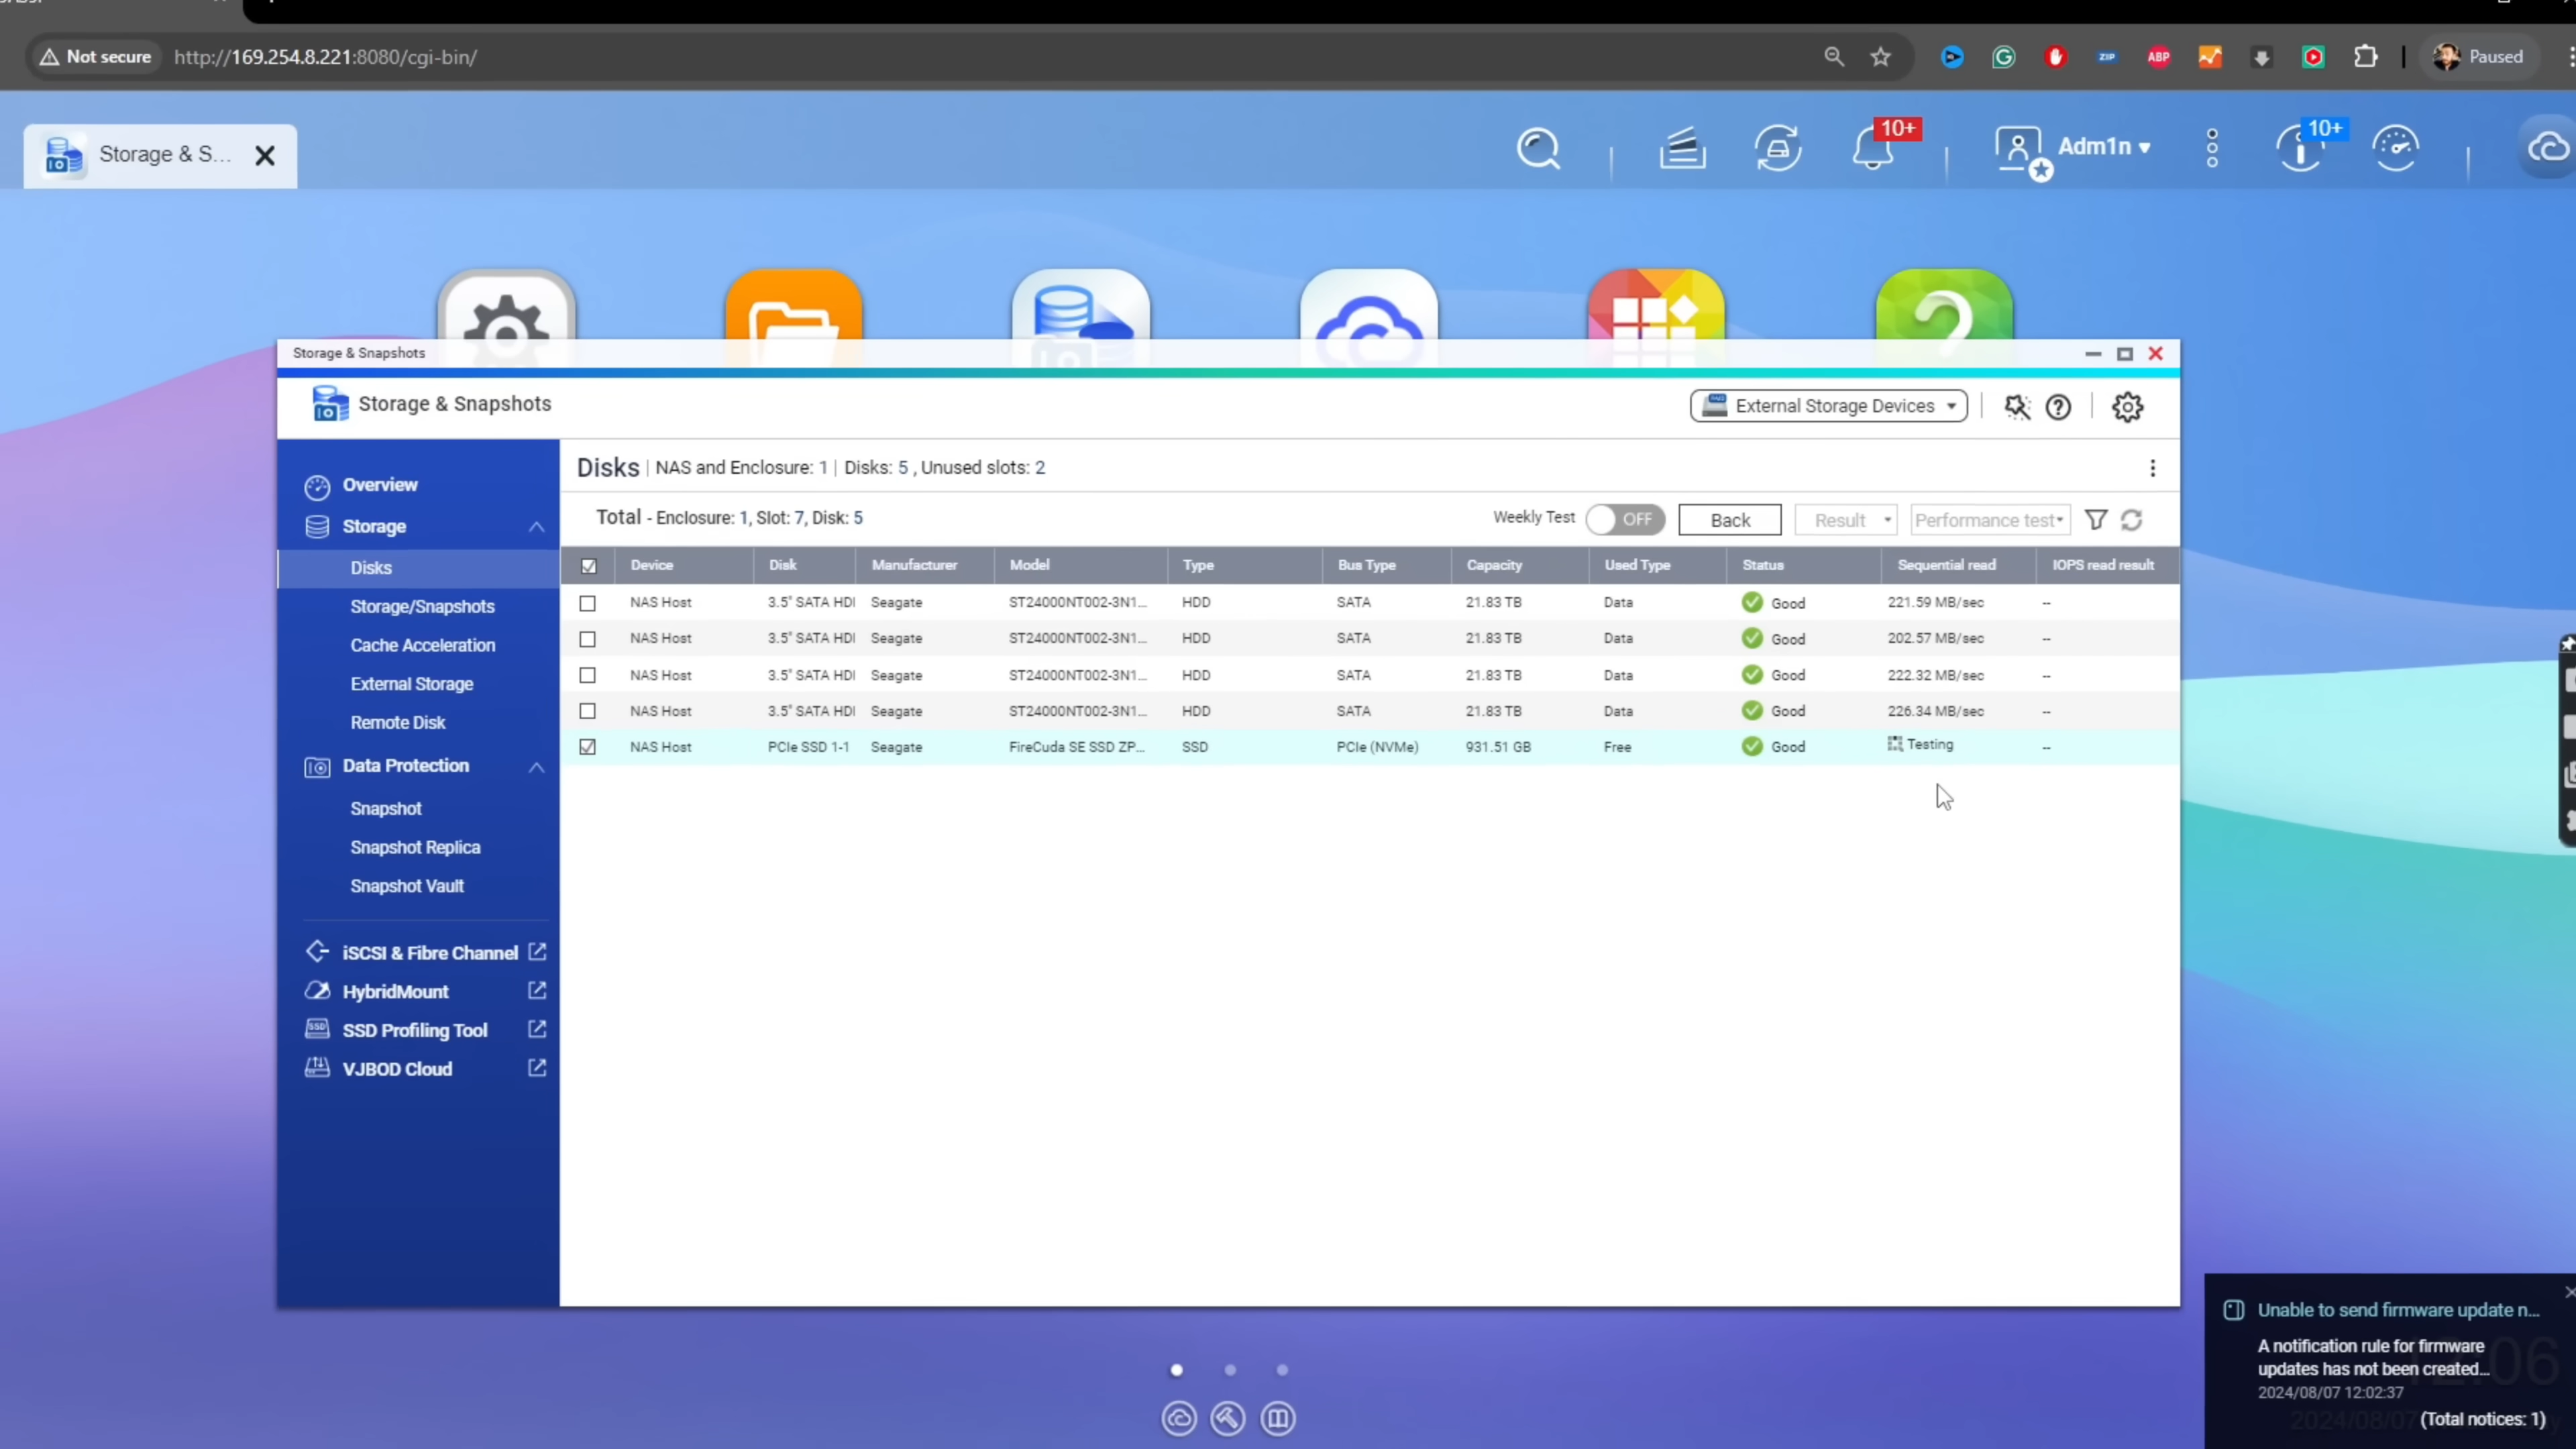 Not secure http://169.254.8.221:8080/cgi-bin/ ZIP ABP Paused
Storage & S... 10+ Adm1n 10+
Storage & Snapshots
Storage & Snapshots External Storage Devices
Overview
Storage
Disks
Storage/Snapshots
Cache Acceleration
External Storage
Remote Disk
Data Protection
Snapshot
Snapshot Replica
Snapshot Vault
iSCSI & Fibre Channel
HybridMount
SSD Profiling Tool
VJBOD Cloud
Disks | NAS and Enclosure: 1 | Disks: 5 , Unused slots: 2
Total - Enclosure: 1, Slot: 7, Disk: 5 Weekly Test OFF Back Result Performance test
Device Disk Manufacturer Model Type Bus Type Capacity Used Type Status Sequential read IOPS read result
NAS Host 3.5" SATA HDI Seagate ST24000NT002-3N1... HDD SATA 21.83 TB Data Good 221.59 MB/sec --
NAS Host 3.5" SATA HDI Seagate ST24000NT002-3N1... HDD SATA 21.83 TB Data Good 202.57 MB/sec --
NAS Host 3.5" SATA HDI Seagate ST24000NT002-3N1... HDD SATA 21.83 TB Data Good 222.32 MB/sec --
NAS Host 3.5" SATA HDI Seagate ST24000NT002-3N1... HDD SATA 21.83 TB Data Good 226.34 MB/sec --
NAS Host PCIe SSD 1-1 Seagate FireCuda SE SSD ZP... SSD PCIe (NVMe) 931.51 GB Free Good Testing --
Unable to send firmware update n...
A notification rule for firmware
updates has not been created...
2024/08/07 12:02:37
(Total notices: 1)